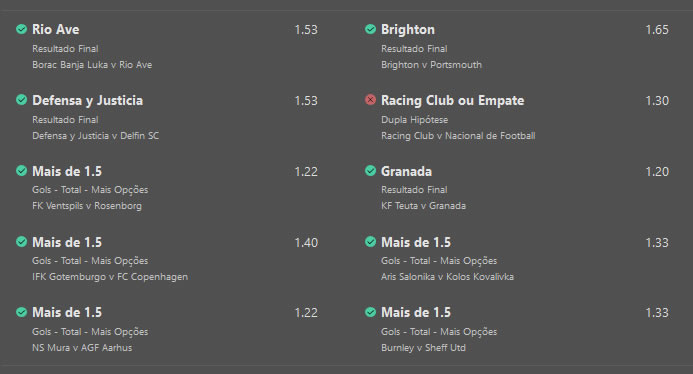 Rio Ave 1.53
Resultado Final
Borac Banja Luka v Rio Ave
Defensa y Justicia 1.53
Resultado Final
Defensa y Justicia v Delfin SC
Mais de 1.5 1.22
Gols - Total - Mais Opções
FK Ventspils v Rosenborg
Mais de 1.5 1.40
Gols - Total - Mais Opções
IFK Gotemburgo v FC Copenhagen
Mais de 1.5 1.22
Gols - Total - Mais Opções
NS Mura v AGF Aarhus
Brighton 1.65
Resultado Final
Brighton v Portsmouth
Racing Club ou Empate 1.30
Dupla Hipótese
Racing Club v Nacional de Football
Granada 1.20
Resultado Final
KF Teuta v Granada
Mais de 1.5 1.33
Gols - Total - Mais Opções
Aris Salonika v Kolos Kovalivka
Mais de 1.5 1.33
Gols - Total - Mais Opções
Burnley v Sheff Utd